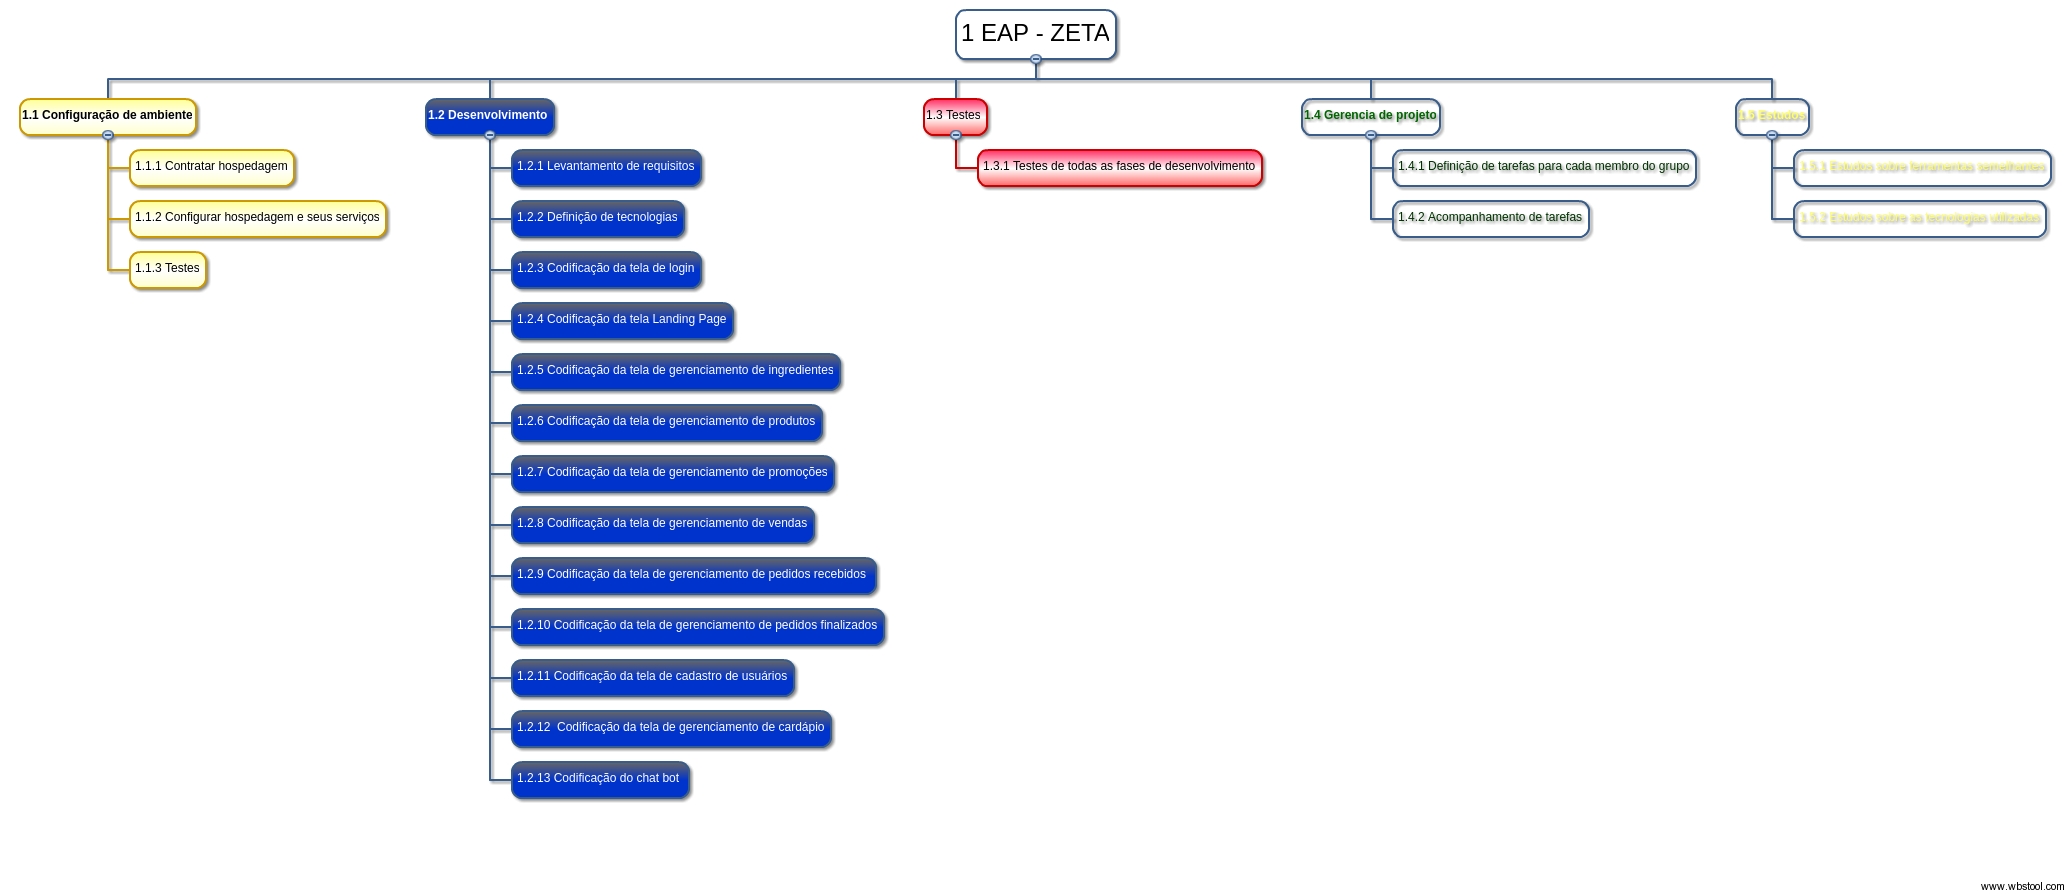 1 EAP - ZETA
1.1 Configuração de ambiente
1.1.1 Contratar hospedagem
1.1.2 Configurar hospedagem e seus serviços
1.1.3 Testes
1.2 Desenvolvimento
1.2.1 Levantamento de requisitos
1.2.2 Definição de tecnologias
1.2.3 Codificação da tela de login
1.2.4 Codificação da tela Landing Page
1.2.5 Codificação da tela de gerenciamento de ingredientes
1.2.6 Codificação da tela de gerenciamento de produtos
1.2.7 Codificação da tela de gerenciamento de promoções
1.2.8 Codificação da tela de gerenciamento de vendas
1.2.9 Codificação da tela de gerenciamento de pedidos recebidos
1.2.10 Codificação da tela de gerenciamento de pedidos finalizados
1.2.11 Codificação da tela de cadastro de usuários
1.2.12 Codificação da tela de gerenciamento de cardápio
1.2.13 Codificação do chat bot
1.3 Testes
1.3.1 Testes de todas as fases de desenvolvimento
1.4 Gerencia de projeto
1.4.1 Definição de tarefas para cada membro do grupo
1.4.2 Acompanhamento de tarefas
1.5 Estudos
1.5.1 Estudos sobre ferramentas semelhantes
1.5.2 Estudos sobre as tecnologias utilizadas
www.wbstool.com